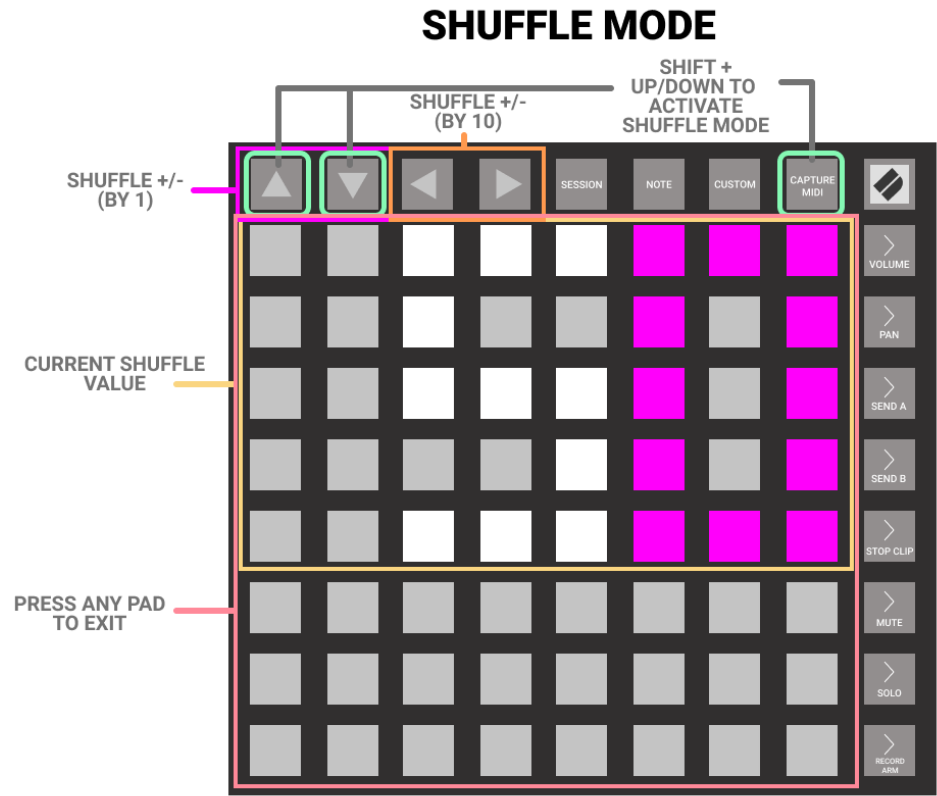 SHUFFLE MODE
SHIFT +
UP/DOWN TO
ACTIVATE
SHUFFLE MODE
SHUFFLE +/-
(BY 10)
SHUFFLE +/-
(BY 1)
SESSION
NOTE
CUSTOM
CAPTURE
MIDI
VOLUME
PAN
CURRENT SHUFFLE
VALUE
SEND A
SEND B
STOP CLIP
PRESS ANY PAD
TO EXIT
MUTE
SOLO
RECORD
ARM